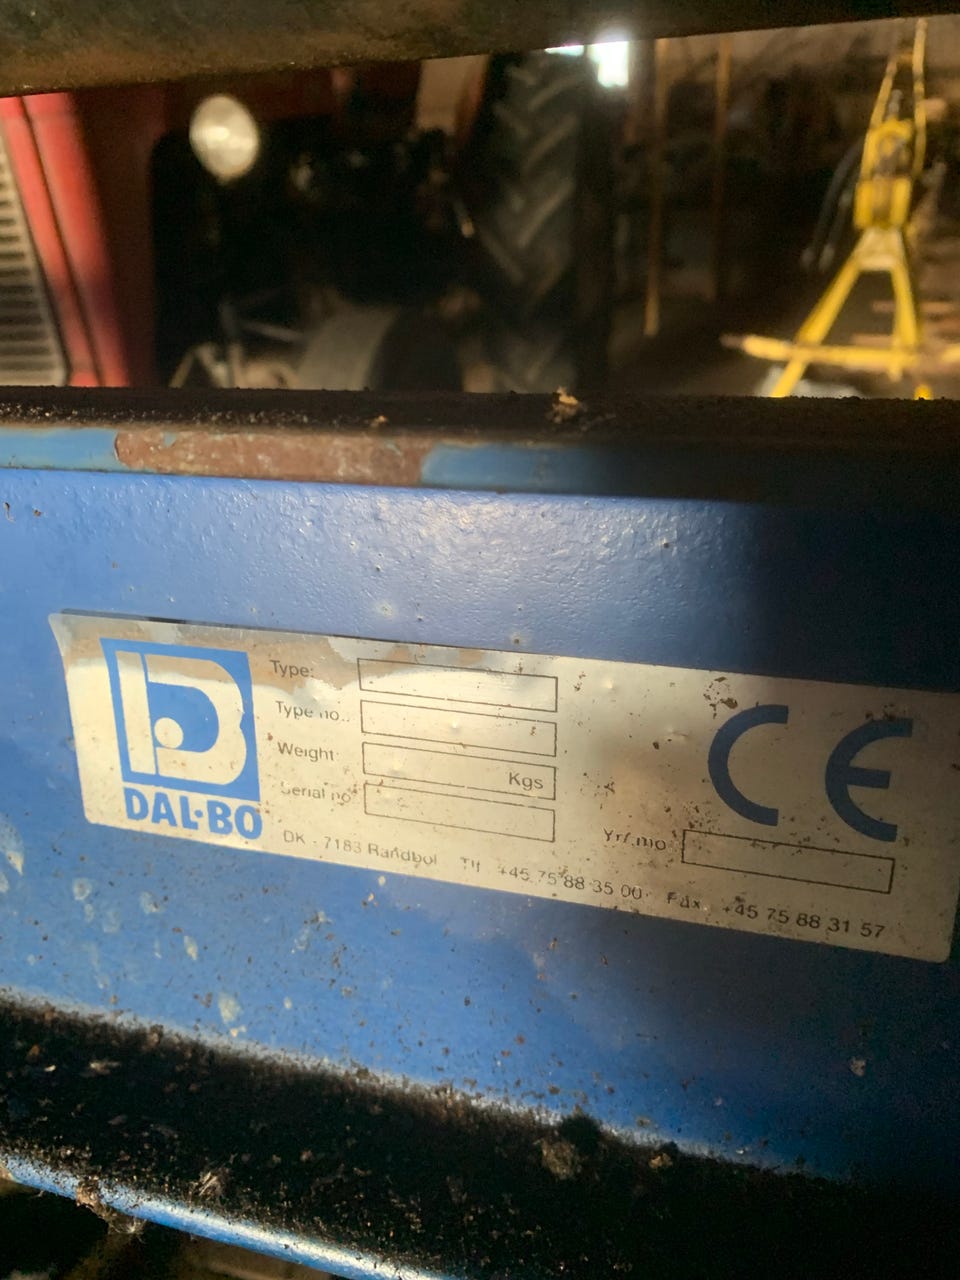 Type:
Type no.:
Weight
Kgs
Serial no
DAL·BO
CE
Yr/mo
DK - 7183 Randbøl Tlf +45 75 88 35 00 Fax +45 75 88 31 57